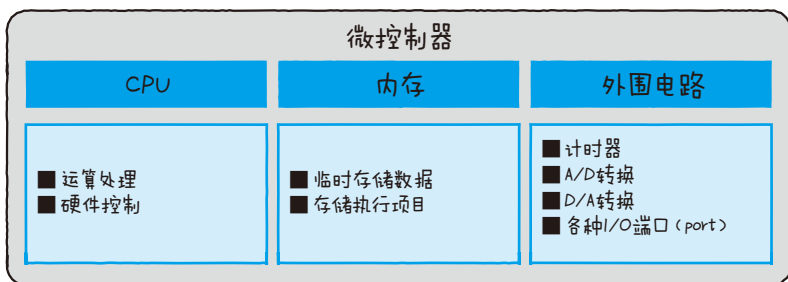 微控制器
CPU
内存
外围电路
■ 运算处理
■ 硬件控制
■ 临时存储数据
■ 存储执行项目
■ 计时器
■ A/D转换
■ D/A转换
■ 各种I/O端口（port）